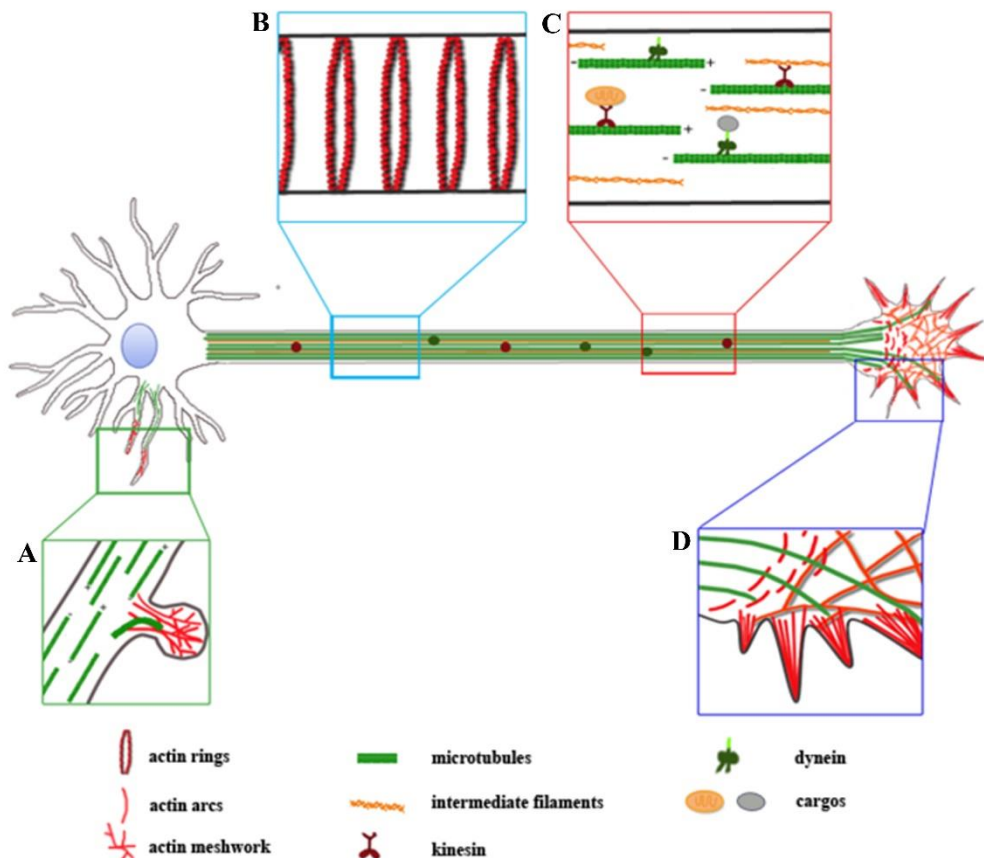 B
C
- +
-
+
-
A
+
+
+
-
-
D
actin rings
microtubules
dynein
actin arcs
intermediate filaments
cargos
actin meshwork
kinesin